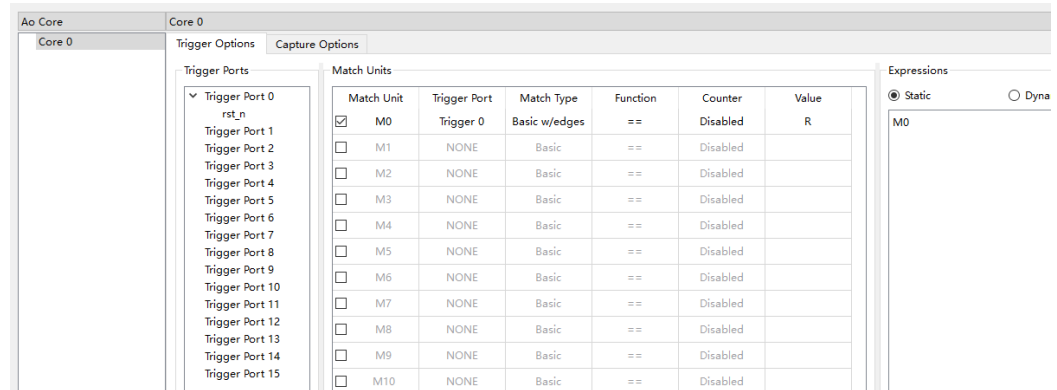 Ao Core
Core 0
Core 0
Trigger Options Capture Options
Trigger Ports
Trigger Port 0
rst_n
Trigger Port 1
Trigger Port 2
Trigger Port 3
Trigger Port 4
Trigger Port 5
Trigger Port 6
Trigger Port 7
Trigger Port 8
Trigger Port 9
Trigger Port 10
Trigger Port 11
Trigger Port 12
Trigger Port 13
Trigger Port 14
Trigger Port 15
Match Units
Match Unit Trigger Port Match Type Function Counter Value
M0 Trigger 0 Basic w/edges == Disabled R
M1 NONE Basic == Disabled
M2 NONE Basic == Disabled
M3 NONE Basic == Disabled
M4 NONE Basic == Disabled
M5 NONE Basic == Disabled
M6 NONE Basic == Disabled
M7 NONE Basic == Disabled
M8 NONE Basic == Disabled
M9 NONE Basic == Disabled
M10 NONE Basic == Disabled
Expressions
Static Dyna
M0